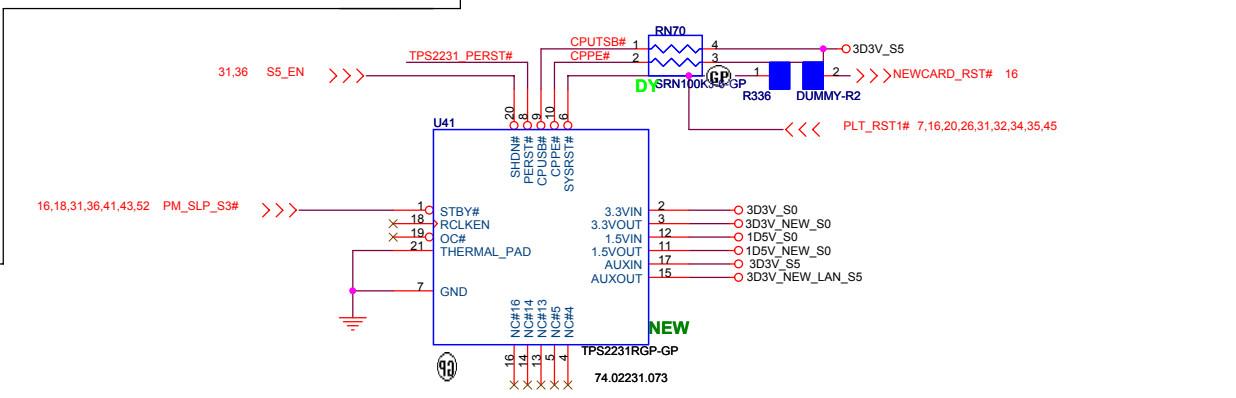 RN70
CPUTSB# 1 4 3D3V_S5
TPS2231_PERST# CPPE# 2 3
31,36 S5_EN GP 1 2 NEWCARD_RST# 16
DY SRN100K3-6-GP R336 DUMMY-R2
PLT_RST1# 7,16,20,26,31,32,34,35,45
U41
20 8 9 10 6
SHDN# PERST# CPUSB# CPPE# SYSRST#
16,18,31,36,41,43,52 PM_SLP_S3# 1 STBY# 3.3VIN 2 3D3V_S0
18 RCLKEN 3.3VOUT 3 3D3V_NEW_S0
19 OC# 1.5VIN 12 1D5V_S0
21 THERMAL_PAD 1.5VOUT 11 1D5V_NEW_S0
AUXIN 17 3D3V_S5
AUXOUT 15 3D3V_NEW_LAN_S5
7 GND
NC#16 NC#14 NC#13 NC#5 NC#4
16 14 13 5 4
NEW
TPS2231RGP-GP
GP
74.02231.073